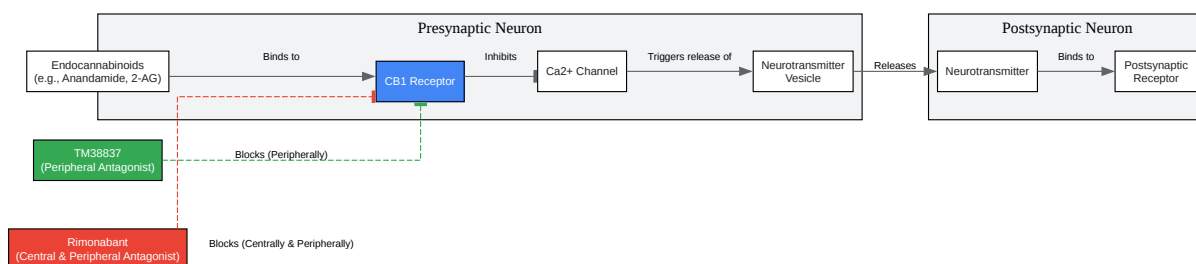 Presynaptic Neuron
Postsynaptic Neuron
Endocannabinoids
(e.g., Anandamide, 2-AG)
Binds to
CB1 Receptor
Inhibits
Ca2+ Channel
Triggers release of
Neurotransmitter
Vesicle
Releases
Neurotransmitter
Binds to
Postsynaptic
Receptor
TM38837
(Peripheral Antagonist)
Blocks (Peripherally)
Rimonabant
(Central & Peripheral Antagonist)
Blocks (Centrally & Peripherally)